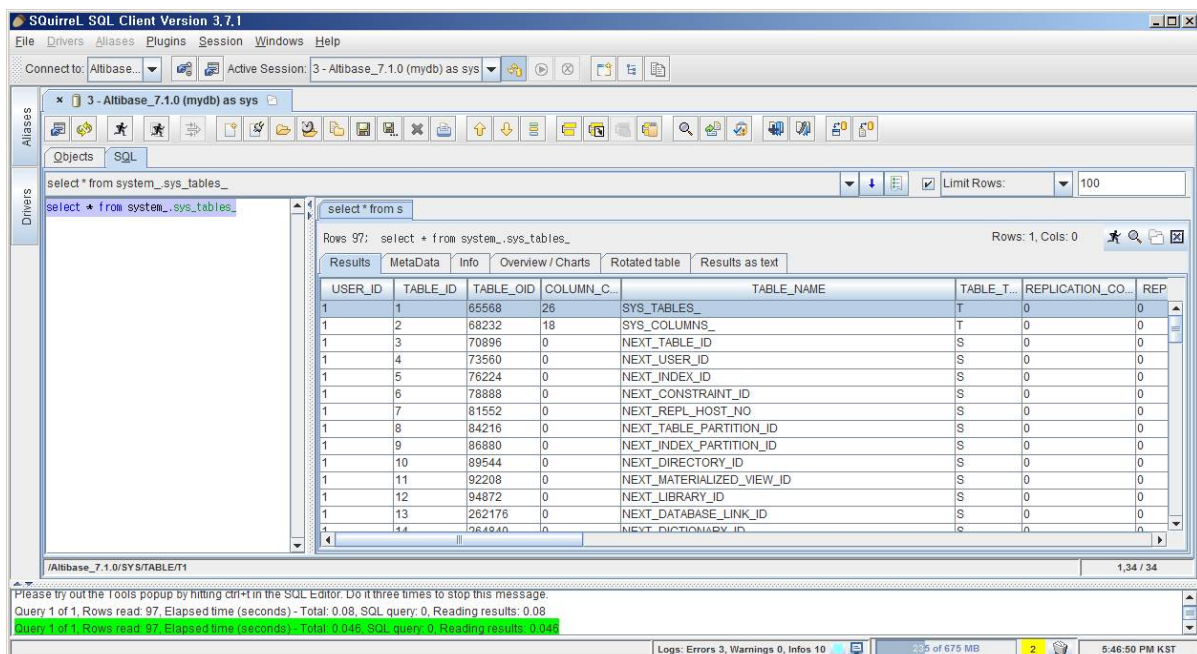 SQuirreL SQL Client Version 3.7.1
File Drivers Aliases Plugins Session Windows Help
Connect to: Altibase... Active Session: 3 - Altibase_7.1.0 (mydb) as sys
Aliases
Drivers
3 - Altibase_7.1.0 (mydb) as sys
Objects SQL
select * from system_.sys_tables_ Limit Rows: 100
select * from system_.sys_tables_
select * from s
Rows 97; select * from system_.sys_tables_ Rows: 1, Cols: 0
Results MetaData Info Overview / Charts Rotated table Results as text
USER_ID TABLE_ID TABLE_OID COLUMN_C... TABLE_NAME TABLE_T... REPLICATION_CO... REP
1 1 65568 26 SYS_TABLES_ T 0 0
1 2 68232 18 SYS_COLUMNS_ T 0 0
1 3 70896 0 NEXT_TABLE_ID S 0 0
1 4 73560 0 NEXT_USER_ID S 0 0
1 5 76224 0 NEXT_INDEX_ID S 0 0
1 6 78888 0 NEXT_CONSTRAINT_ID S 0 0
1 7 81552 0 NEXT_REPL_HOST_NO S 0 0
1 8 84216 0 NEXT_TABLE_PARTITION_ID S 0 0
1 9 86880 0 NEXT_INDEX_PARTITION_ID S 0 0
1 10 89544 0 NEXT_DIRECTORY_ID S 0 0
1 11 92208 0 NEXT_MATERIALIZED_VIEW_ID S 0 0
1 12 94872 0 NEXT_LIBRARY_ID S 0 0
1 13 262176 0 NEXT_DATABASE_LINK_ID S 0 0
1 14 264840 0 NEXT_DICTIONARY_ID S 0 0
/Altibase_7.1.0/SYS/TABLE/T1 1,34 / 34
Please try out the Tools popup by hitting ctrl+t in the SQL Editor. Do it three times to stop this message.
Query 1 of 1, Rows read: 97, Elapsed time (seconds) - Total: 0.08, SQL query: 0, Reading results: 0.08
Query 1 of 1, Rows read: 97, Elapsed time (seconds) - Total: 0.046, SQL query: 0, Reading results: 0.046
Logs: Errors 3, Warnings 0, Infos 10 235 of 675 MB 2 5:46:50 PM KST